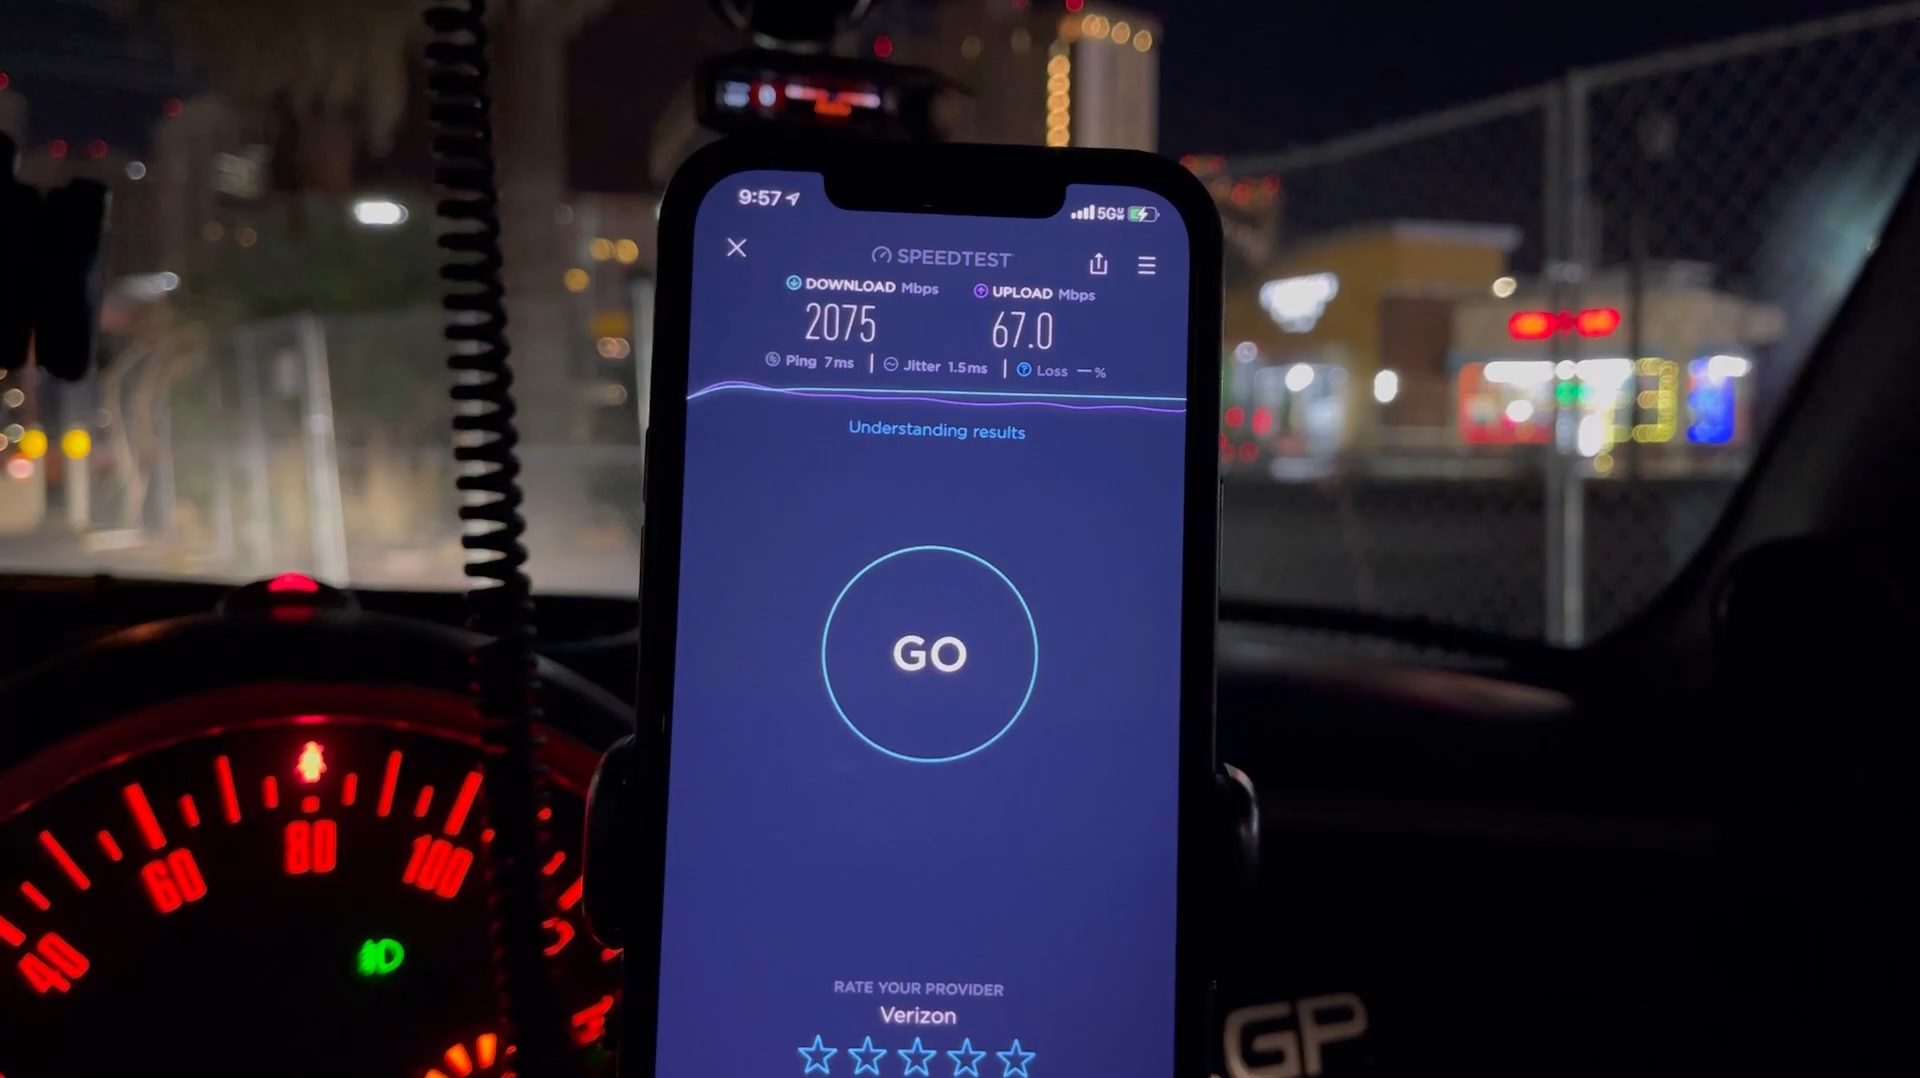 9:57
5G UW
SPEEDTEST
DOWNLOAD Mbps
2075
UPLOAD Mbps
67.0
Ping 7ms
Jitter 1.5ms
Loss —%
Understanding results
GO
RATE YOUR PROVIDER
Verizon
40
60
80
100
GP